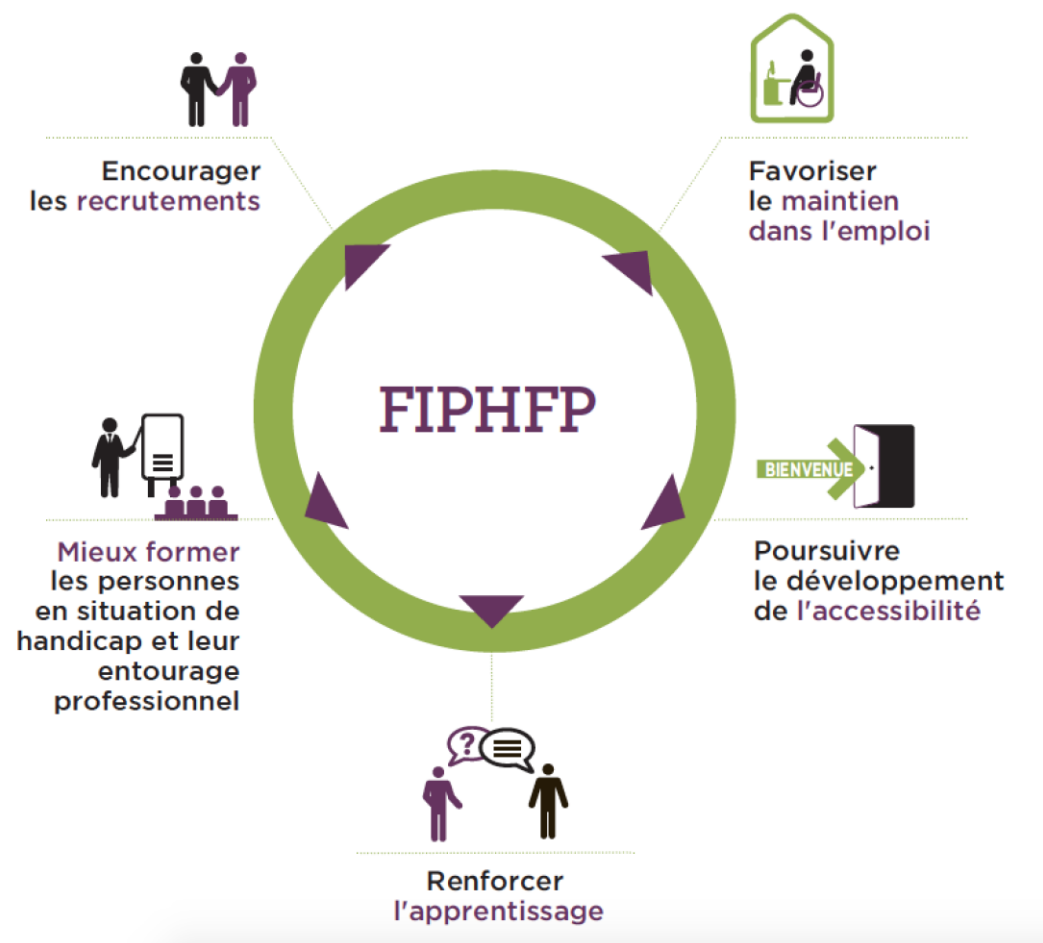 Encourager
les recrutements
Favoriser
le maintien
dans l'emploi
FIPHFP
BIENVENUE
Mieux former
les personnes
en situation de
handicap et leur
entourage
professionnel
Poursuivre
le développement
de l'accessibilité
?
Renforcer
l'apprentissage